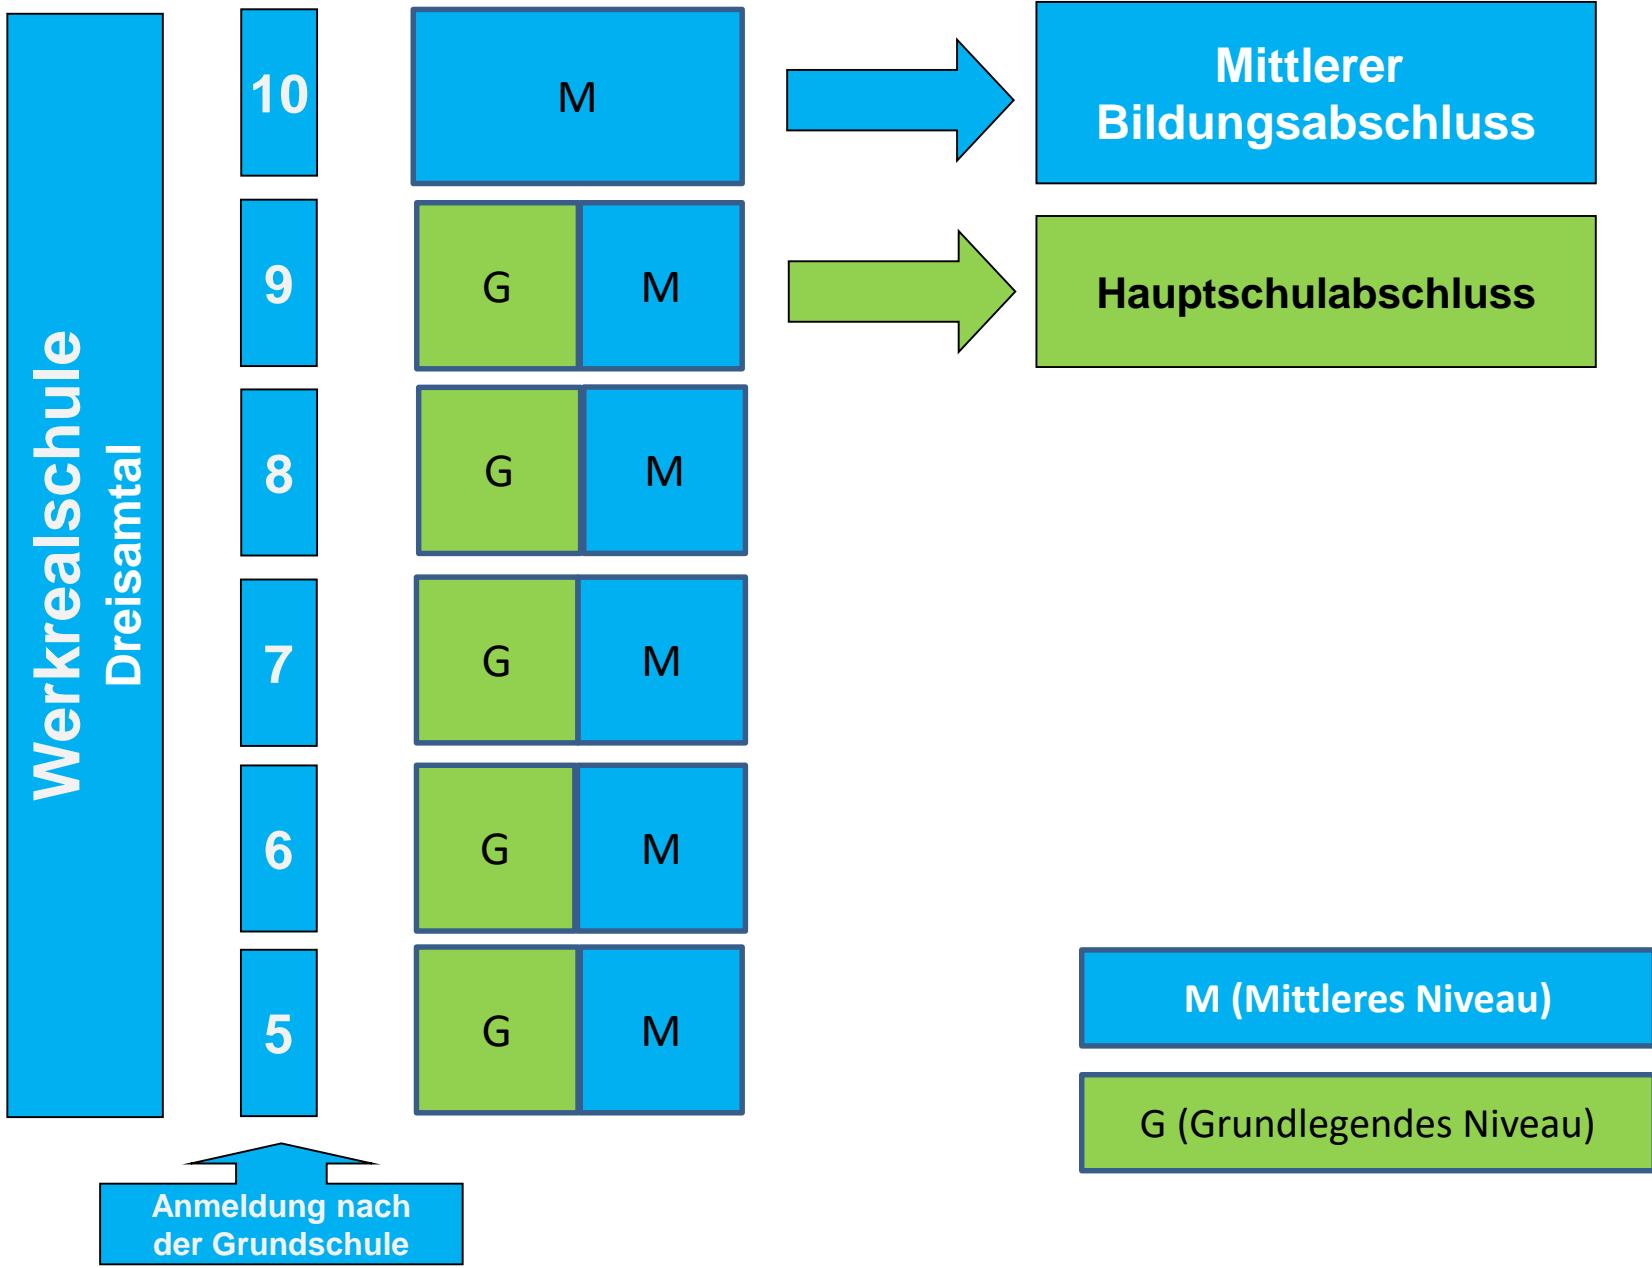 Werkrealschule
Dreisamtal
10
M
Mittlerer
Bildungsabschluss
9
G
M
Hauptschulabschluss
8
G
M
7
G
M
6
G
M
5
G
M
M (Mittleres Niveau)
G (Grundlegendes Niveau)
Anmeldung nach
der Grundschule